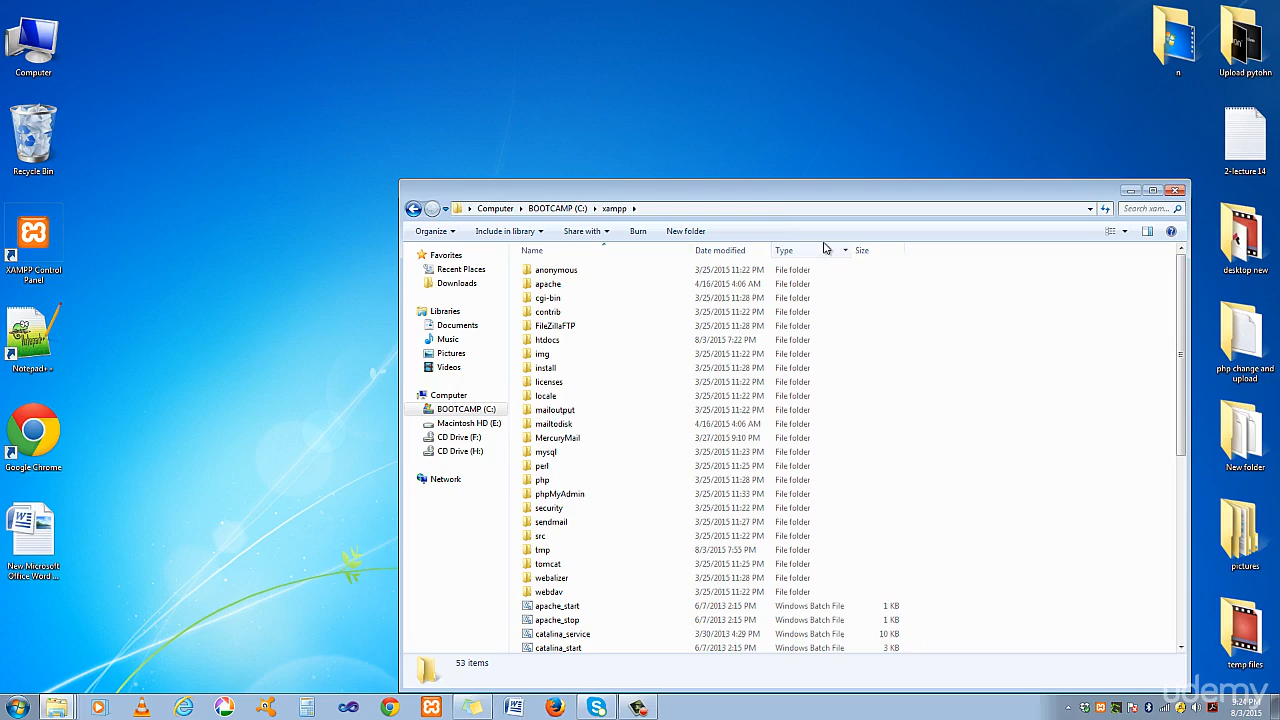 Computer
Recycle Bin
XAMPP Control
Panel
Notepad++
Google Chrome
New Microsoft
Office Word ...
n
Upload pytohn
2-lecture 14
desktop new
php change and
upload
New folder
pictures
temp files
Computer
BOOTCAMP (C:)
xampp
Search xam...
Organize
Include in library
Share with
Burn
New folder
Favorites
Recent Places
Downloads
Libraries
Documents
Music
Pictures
Videos
Computer
BOOTCAMP (C:)
Macintosh HD (E:)
CD Drive (F:)
CD Drive (H:)
Network
Name Date modified Type Size
anonymous 3/25/2015 11:22 PM File folder
apache 4/16/2015 4:06 AM File folder
cgi-bin 3/25/2015 11:28 PM File folder
contrib 3/25/2015 11:22 PM File folder
FileZillaFTP 3/25/2015 11:28 PM File folder
htdocs 8/3/2015 7:22 PM File folder
img 3/25/2015 11:22 PM File folder
install 3/25/2015 11:28 PM File folder
licenses 3/25/2015 11:22 PM File folder
locale 3/25/2015 11:22 PM File folder
mailoutput 3/25/2015 11:22 PM File folder
mailtodisk 4/16/2015 4:06 AM File folder
MercuryMail 3/27/2015 9:10 PM File folder
mysql 3/25/2015 11:23 PM File folder
perl 3/25/2015 11:25 PM File folder
php 3/25/2015 11:28 PM File folder
phpMyAdmin 3/25/2015 11:33 PM File folder
security 3/25/2015 11:22 PM File folder
sendmail 3/25/2015 11:27 PM File folder
src 3/25/2015 11:22 PM File folder
tmp 8/3/2015 7:55 PM File folder
tomcat 3/25/2015 11:25 PM File folder
webalizer 3/25/2015 11:28 PM File folder
webdav 3/25/2015 11:22 PM File folder
apache_start 6/7/2013 2:15 PM Windows Batch File 1 KB
apache_stop 6/7/2013 2:15 PM Windows Batch File 1 KB
catalina_service 3/30/2013 4:29 PM Windows Batch File 10 KB
catalina_start 6/7/2013 2:15 PM Windows Batch File 3 KB
53 items
udemy
9:24 PM
8/3/2015